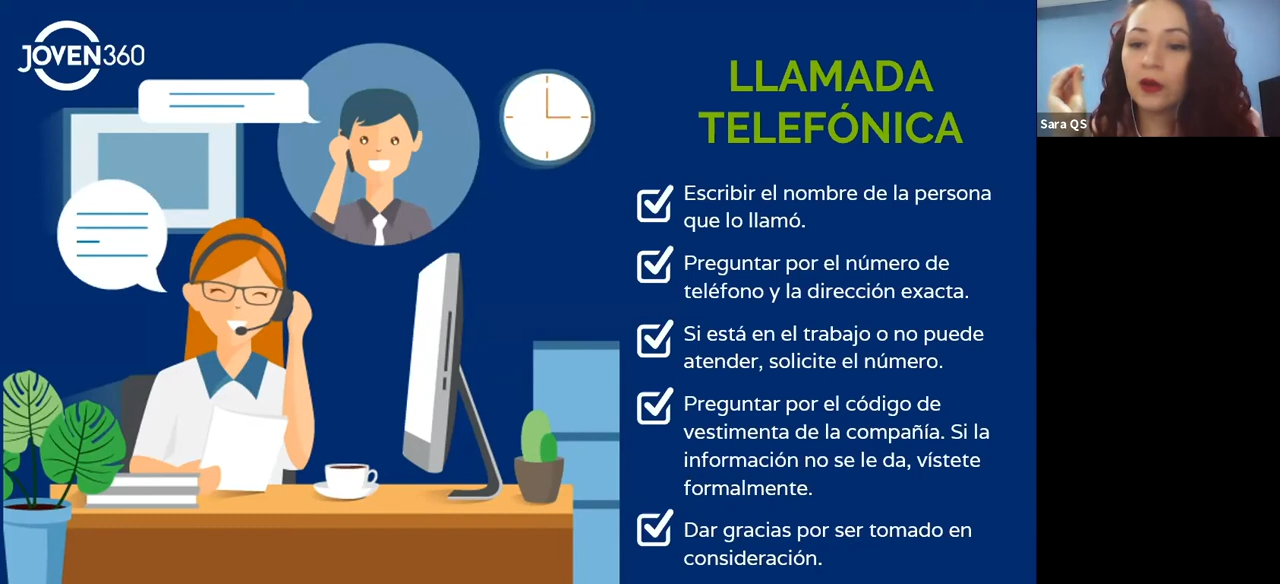 JOVEN360
LLAMADA
TELEFÓNICA
Escribir el nombre de la persona
que lo llamó.
Preguntar por el número de
teléfono y la dirección exacta.
Si está en el trabajo o no puede
atender, solicite el número.
Preguntar por el código de
vestimenta de la compañía. Si la
información no se le da, vístete
formalmente.
Dar gracias por ser tomado en
consideración.
Sara QS